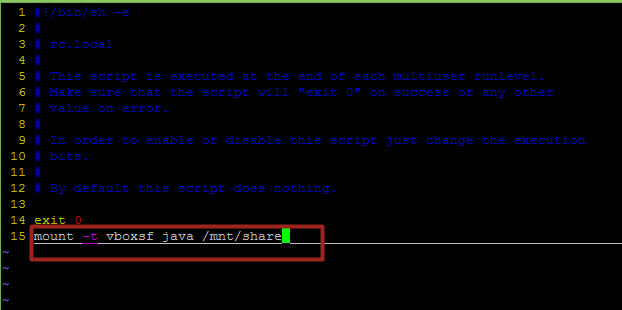 1 #!/bin/sh -e
2 #
3 # rc.local
4 #
5 # This script is executed at the end of each multiuser runlevel.
6 # Make sure that the script will "exit 0" on success or any other
7 # value on error.
8 #
9 # In order to enable or disable this script just change the execution
10 # bits.
11 #
12 # By default this script does nothing.
13
14 exit 0
15 mount -t vboxsf java /mnt/share
~
~
~
~